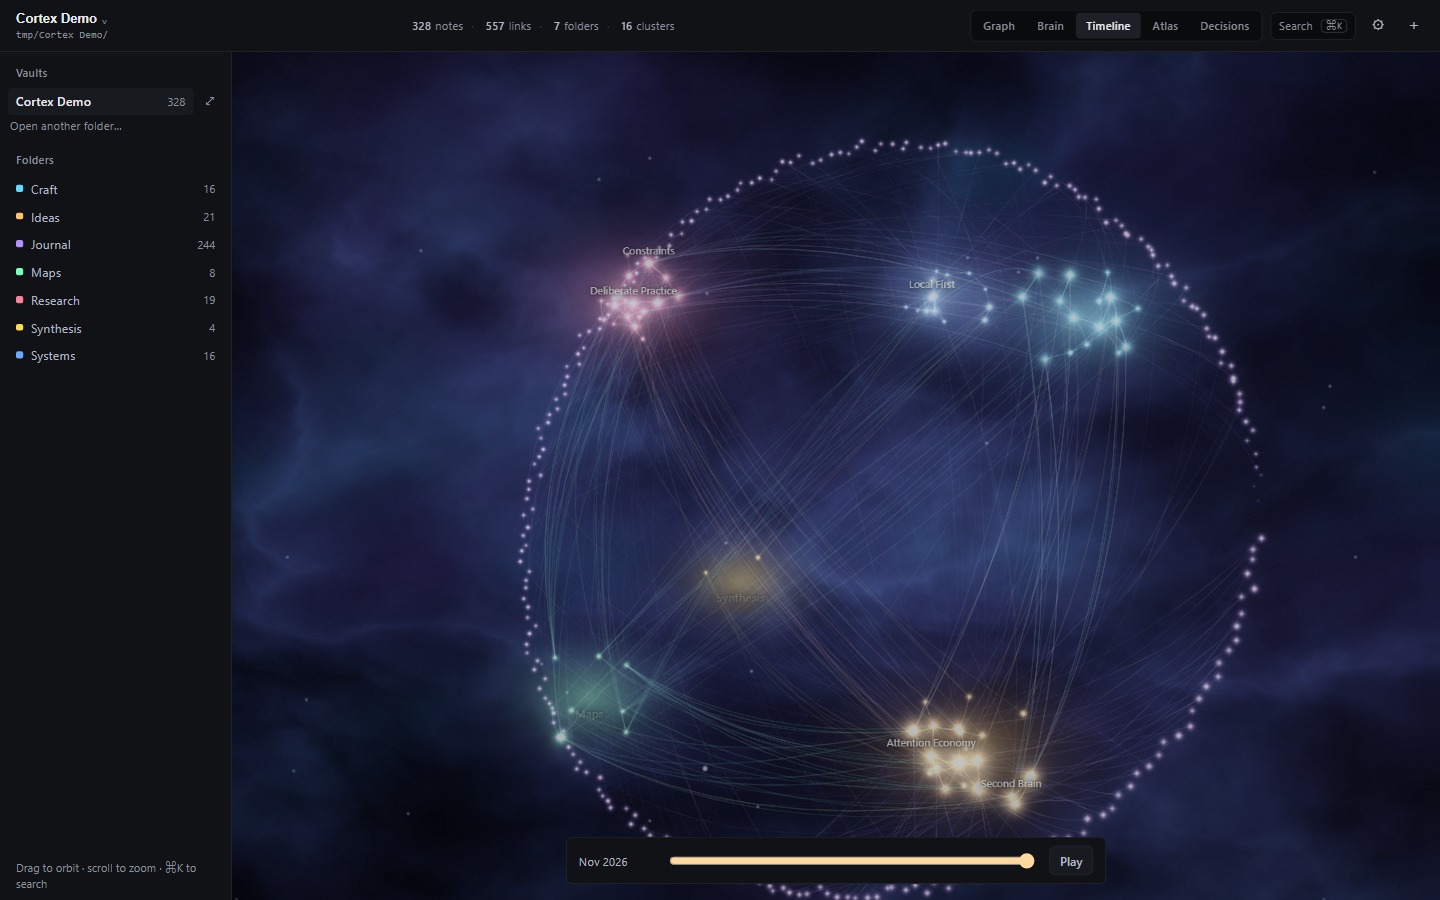 Cortex Demo v
tmp/Cortex Demo/
328 notes · 557 links · 7 folders · 16 clusters
Graph Brain Timeline Atlas Decisions
Search ⌘K
+
Vaults
Cortex Demo 328
Open another folder...
Folders
Craft 16
Ideas 21
Journal 244
Maps 8
Research 19
Synthesis 4
Systems 16
Constraints
Deliberate Practice
Local First
Synthesis
Maps
Attention Economy
Second Brain
Nov 2026
Play
Drag to orbit · scroll to zoom · ⌘K to
search